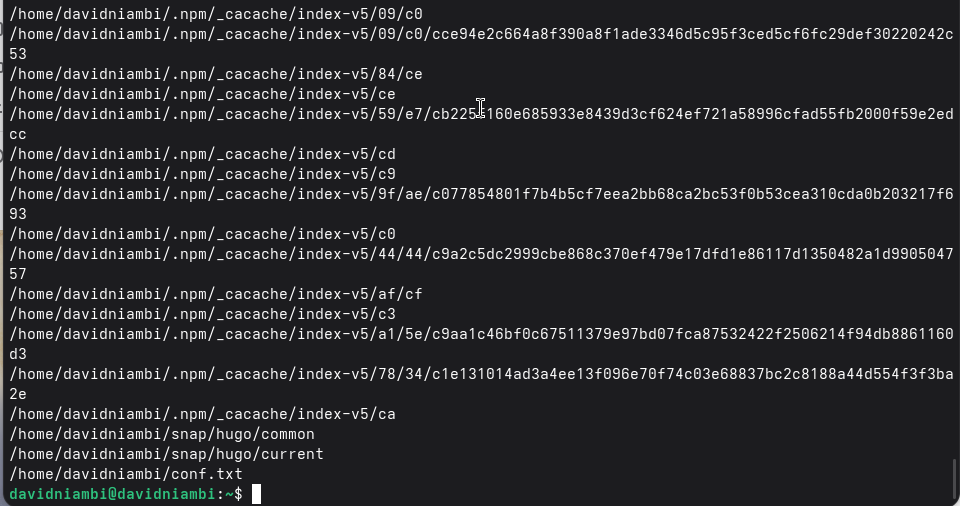 /home/davidniambi/.npm/_cacache/index-v5/09/c0
/home/davidniambi/.npm/_cacache/index-v5/09/c0/cce94e2c664a8f390a8f1ade3346d5c95f3ced5cf6fc29def30220242c
53
/home/davidniambi/.npm/_cacache/index-v5/84/ce
/home/davidniambi/.npm/_cacache/index-v5/ce
/home/davidniambi/.npm/_cacache/index-v5/59/e7/
cc
/home/davidniambi/.npm/_cacache/index-v5/cd
/home/davidniambi/.npm/_cacache/index-v5/c9
/home/davidniambi/.npm/_cacache/index-v5/9f/ae/c077854801f7b4b5cf7eea2bb68ca2bc53f0b53cea310cda0b203217f6
93
/home/davidniambi/.npm/_cacache/index-v5/c0
/home/davidniambi/.npm/_cacache/index-v5/44/44/c9a2c5dc2999cbe868c370ef479e17dfd1e86117d1350482a1d9905047
57
/home/davidniambi/.npm/_cacache/index-v5/af/cf
/home/davidniambi/.npm/_cacache/index-v5/c3
/home/davidniambi/.npm/_cacache/index-v5/a1/5e/c9aa1c46bf0c67511379e97bd07fca87532422f2506214f94db8861160
d3
/home/davidniambi/.npm/_cacache/index-v5/78/34/c1e131014ad3a4ee13f096e70f74c03e68837bc2c8188a44d554f3f3ba
2e
/home/davidniambi/.npm/_cacache/index-v5/ca
/home/davidniambi/snap/hugo/common
/home/davidniambi/snap/hugo/current
/home/davidniambi/conf.txt
davidniambi@davidniambi:~$